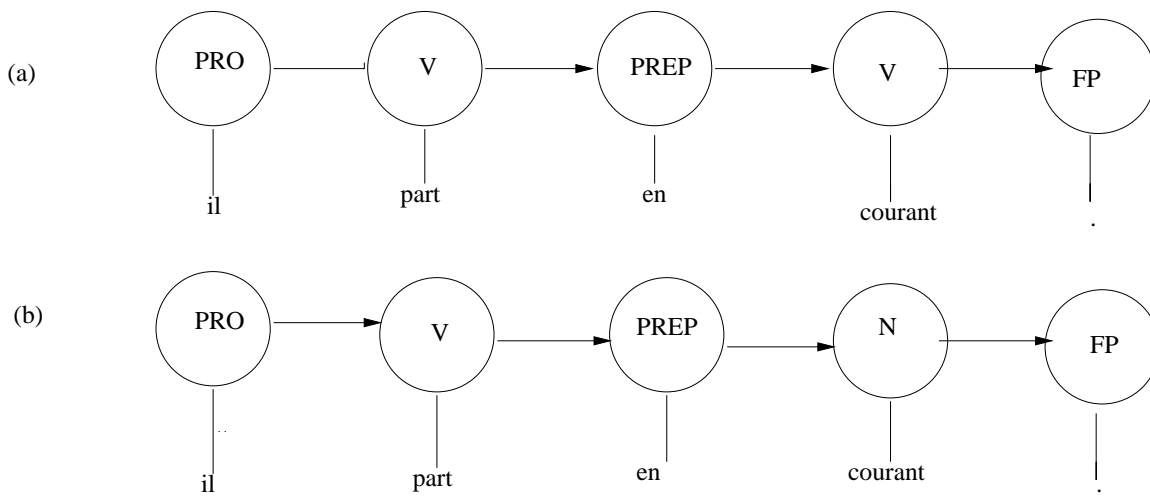 (a) PRO V PREP V FP
il part en courant .
(b) PRO V PREP N FP
il part en courant .